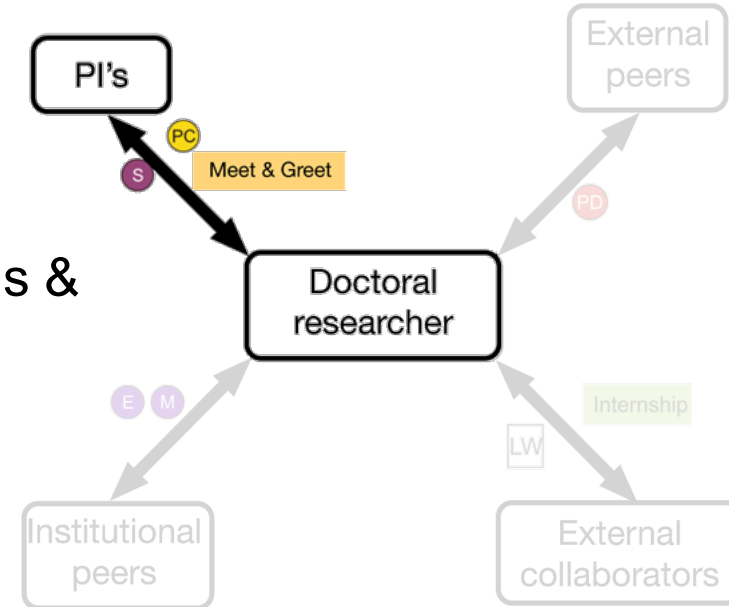 PI's
External
peers
PC
S
Meet & Greet
PD
s &
Doctoral
researcher
E M
Internship
LW
Institutional
peers
External
collaborators